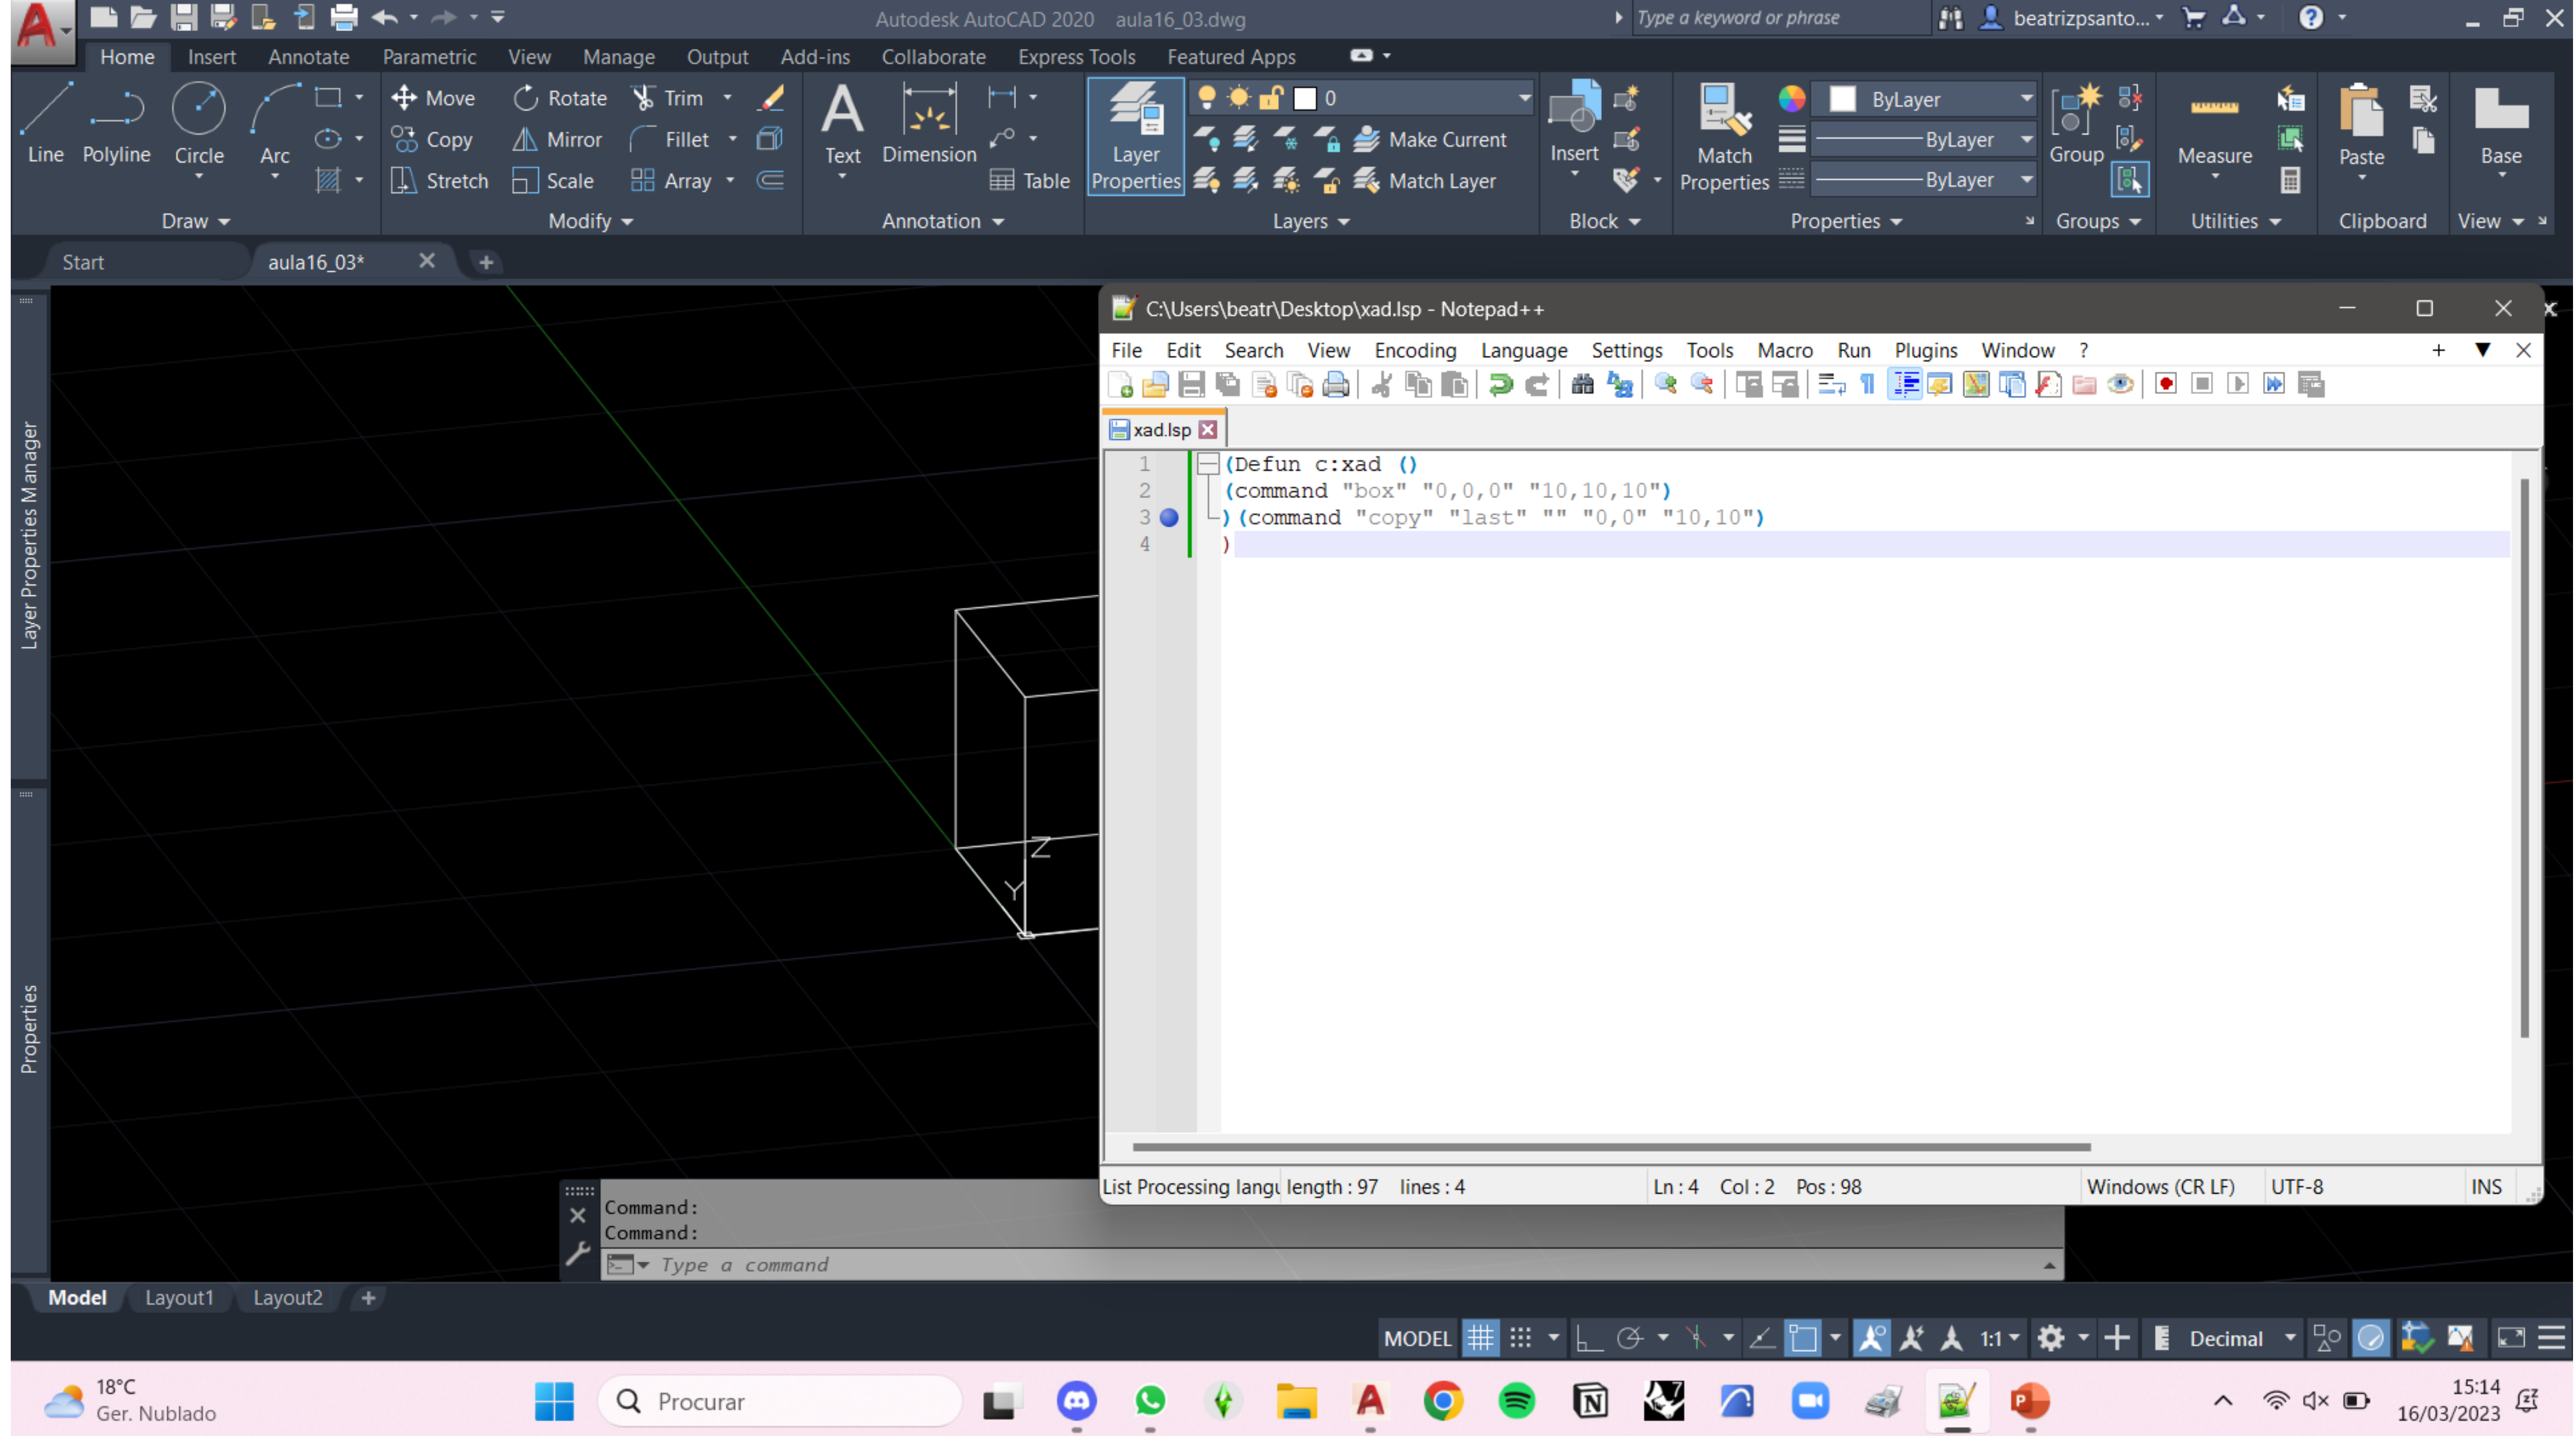 Autodesk AutoCAD 2020 aula16_03.dwg
Type a keyword or phrase
beatrizpsanto...
Home Insert Annotate Parametric View Manage Output Add-ins Collaborate Express Tools Featured Apps
Line Polyline Circle Arc
Move Rotate Trim
Copy Mirror Fillet
Stretch Scale Array
Text Dimension
Table
Layer Properties
0
Make Current
Match Layer
Insert
Match Properties
ByLayer
ByLayer
ByLayer
Group
Measure
Paste
Base
Draw Modify Annotation Layers Block Properties Groups Utilities Clipboard View
Start aula16_03*
Layer Properties Manager
Properties
Z
Y
C:\Users\beatr\Desktop\xad.lsp - Notepad++
File Edit Search View Encoding Language Settings Tools Macro Run Plugins Window ?
xad.lsp
1 (Defun c:xad ()
2 (command "box" "0,0,0" "10,10,10")
3 )(command "copy" "last" "" "0,0" "10,10")
4 )
List Processing langu length : 97 lines : 4 Ln : 4 Col : 2 Pos : 98 Windows (CR LF) UTF-8 INS
Command:
Command:
Type a command
Model Layout1 Layout2
MODEL 1:1 Decimal
18°C
Ger. Nublado
Procurar
15:14
16/03/2023